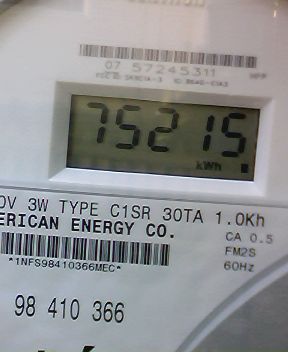 07 57245311
75215
kWh
0V 3W TYPE C1SR 30TA 1.0Kh
ERICAN ENERGY CO.
CA 0.5
FM2S
*1NFS98410366MEC*
60Hz
98 410 366